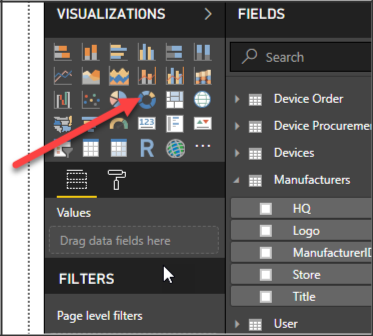 VISUALIZATIONS
FIELDS
Search
123
R
Values
Drag data fields here
FILTERS
Page level filters
Device Order
Device Procuremen
Devices
Manufacturers
HQ
Logo
ManufacturerID
Store
Title
User